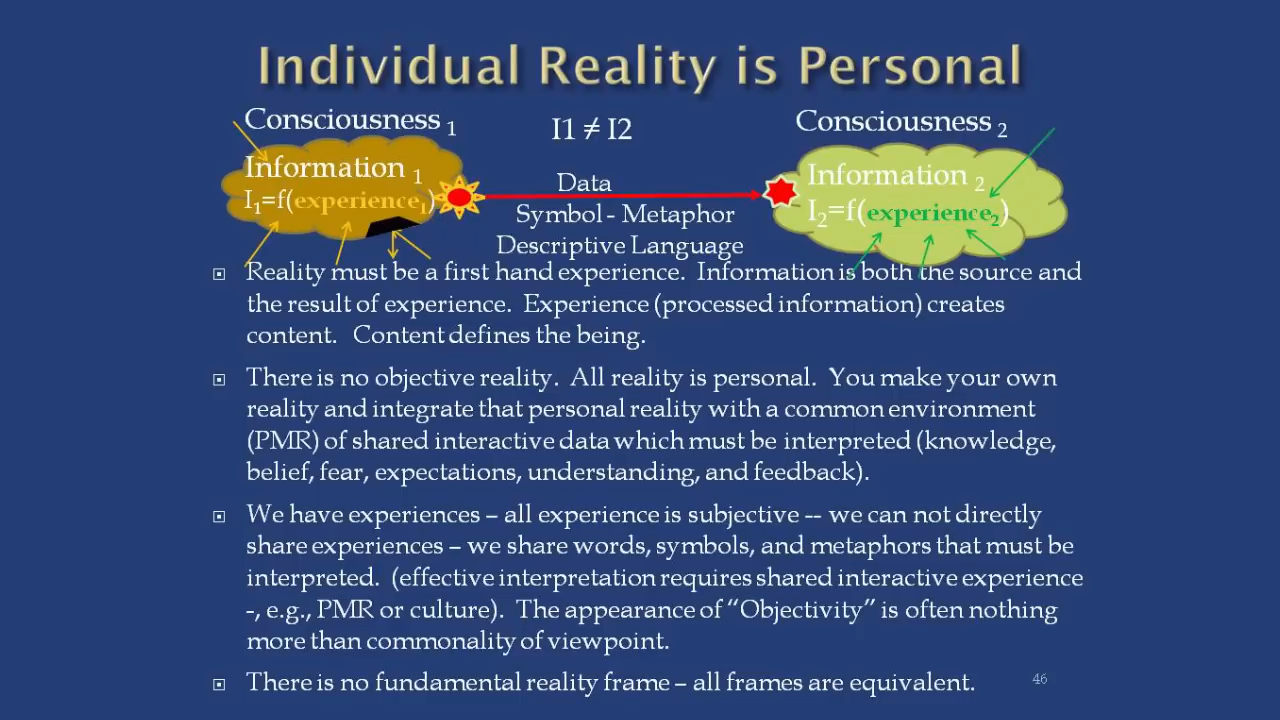 Individual Reality is Personal
Consciousness 1
I1 ≠ I2
Consciousness 2
Information 1
I1=f(experience1)
Data
Symbol - Metaphor
Descriptive Language
Information 2
I2=f(experience2)
Reality must be a first hand experience. Information is both the source and
the result of experience. Experience (processed information) creates
content. Content defines the being.
There is no objective reality. All reality is personal. You make your own
reality and integrate that personal reality with a common environment
(PMR) of shared interactive data which must be interpreted (knowledge,
belief, fear, expectations, understanding, and feedback).
We have experiences – all experience is subjective -- we can not directly
share experiences – we share words, symbols, and metaphors that must be
interpreted. (effective interpretation requires shared interactive experience
-, e.g., PMR or culture). The appearance of “Objectivity” is often nothing
more than commonality of viewpoint.
There is no fundamental reality frame – all frames are equivalent.
46